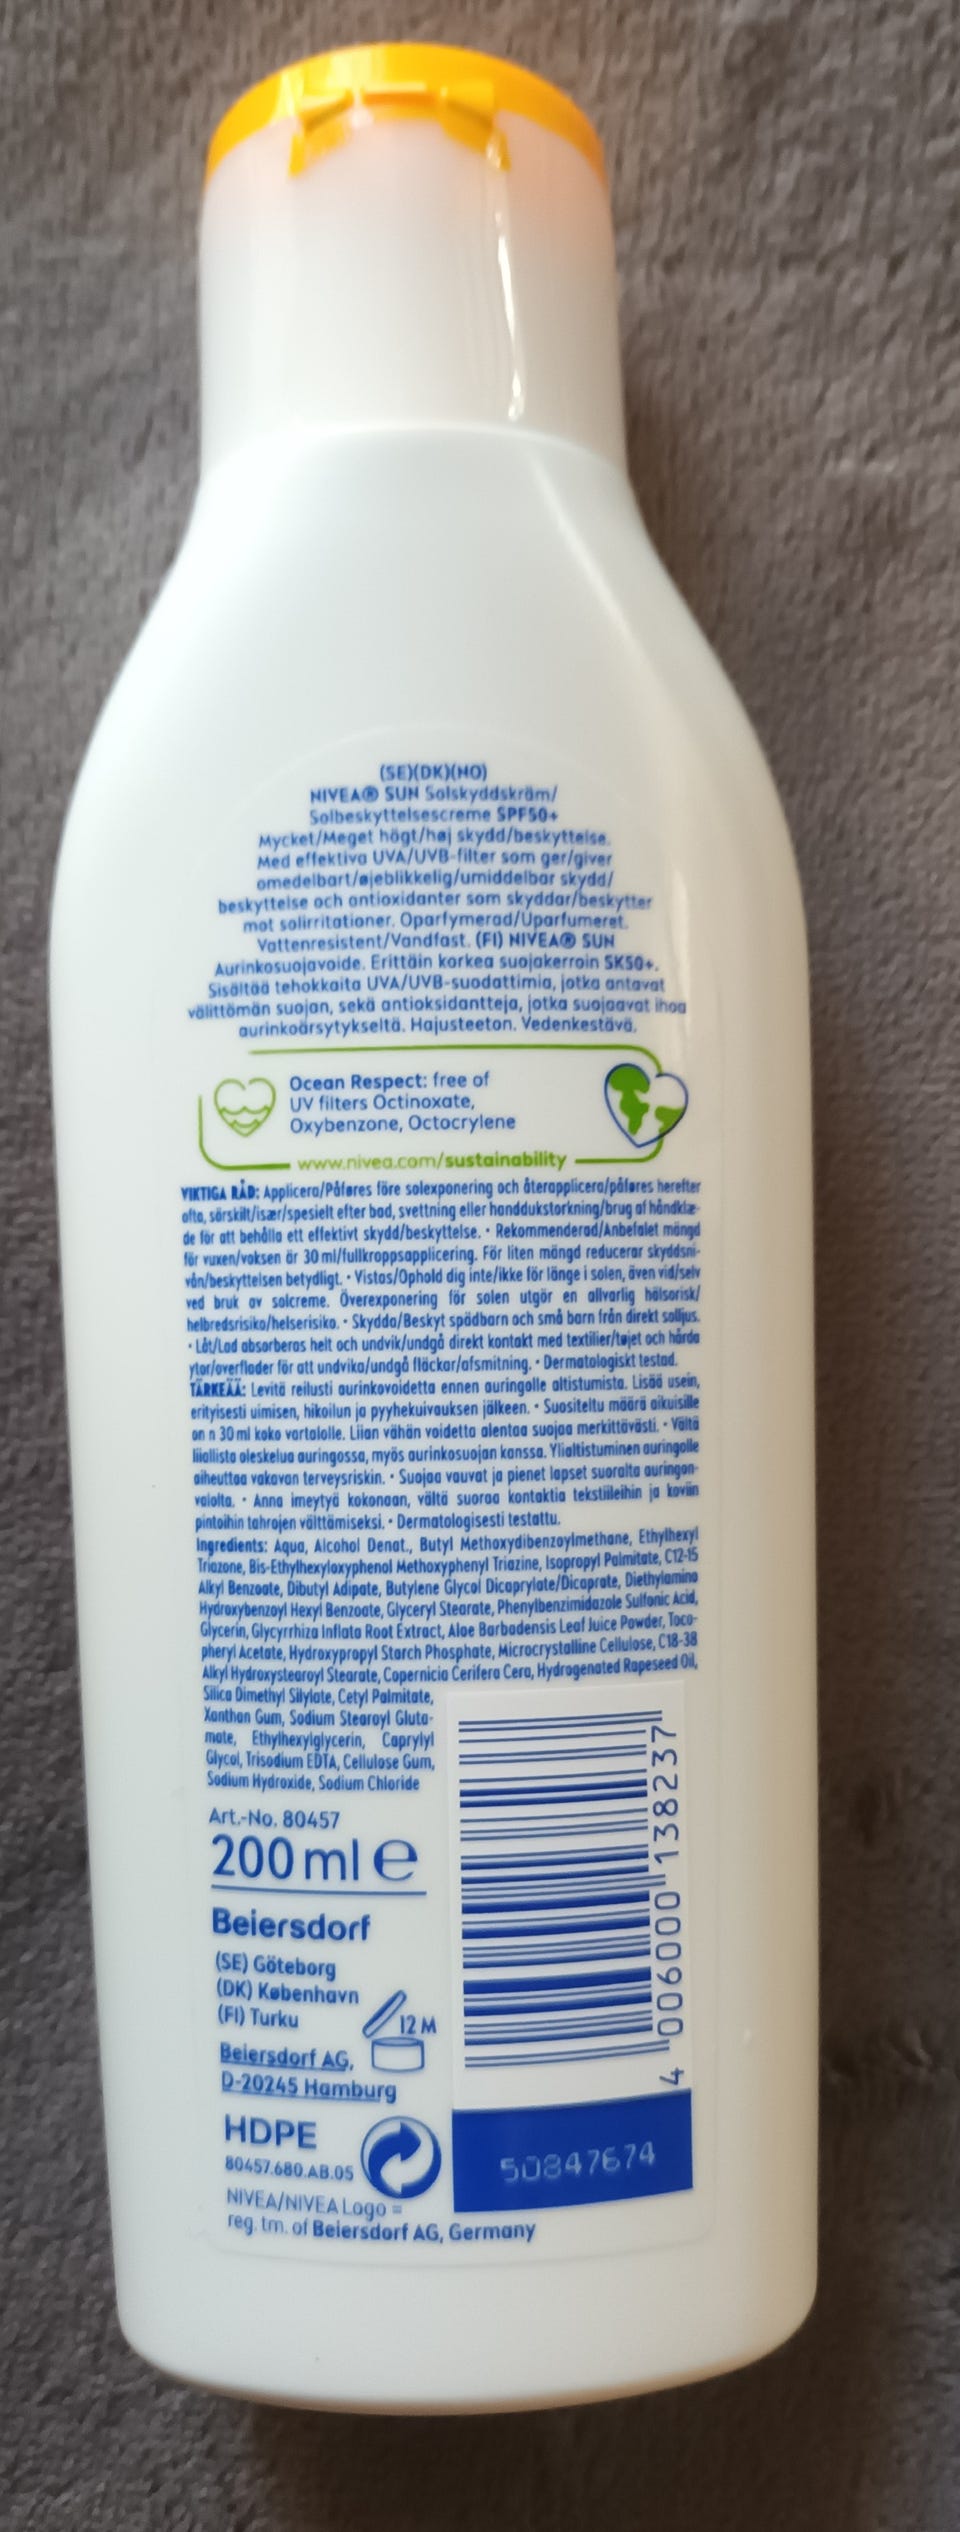 (SE)(DK)(NO)
NIVEA® SUN Solskyddskräm/
Solbeskyttelsescreme SPF50+
Mycket/Meget högt/høj skydd/beskyttelse.
Med effektiva UVA/UVB-filter som ger/giver
omedelbart/øjeblikkelig/umiddelbar skydd/
beskyttelse och antioxidanter som skyddar/beskytter
mot solirritationer. Oparfymerad/Uparfumeret.
Vattenresistent/Vandfast. (FI) NIVEA® SUN
Aurinkosuojavoide. Erittäin korkea suojakerroin SK50+.
Sisältää tehokkaita UVA/UVB-suodattimia, jotka antavat
välittömän suojan, sekä antioksidantteja, jotka suojaavat ihoa
aurinkoärsytykseltä. Hajusteeton. Vedenkestävä.
Ocean Respect: free of
UV filters Octinoxate,
Oxybenzone, Octocrylene
www.nivea.com/sustainability
VIKTIGA RÅD: Applicera/Påføres före solexponering och återapplicera/påføres herefter
ofta, särskilt/især/spesielt efter bad, svettning eller handdukstorkning/brug af håndklæ-
de för att behålla ett effektivt skydd/beskyttelse. • Rekommenderad/Anbefalet mängd
för vuxen/voksen är 30 ml/fullkroppsapplicering. För liten mängd reducerar skyddsni-
vån/beskyttelsen betydligt. • Vistas/Ophold dig inte/ikke för länge i solen, även vid/selv
ved bruk av solcreme. Överexponering för solen utgör en allvarlig hälsorisk/
helbredsrisiko/helserisiko. • Skydda/Beskyt spädbarn och små barn från direkt solljus.
• Låt/Lad absorberas helt och undvik/undgå direkt kontakt med textilier/tøjet och hårda
ytor/overflader för att undvika/undgå fläckar/afsmitning. • Dermatologiskt testad.
TÄRKEÄÄ: Levitä reilusti aurinkovoidetta ennen auringolle altistumista. Lisää usein,
erityisesti uimisen, hikoilun ja pyyhekuivauksen jälkeen. • Suositeltu määrä aikuisille
on n 30 ml koko vartalolle. Liian vähän voidetta alentaa suojaa merkittävästi. • Vältä
liiallista oleskelua auringossa, myös aurinkosuojan kanssa. Ylialtistuminen auringolle
aiheuttaa vakavan terveysriskin. • Suojaa vauvat ja pienet lapset suoralta auringon-
valolta. • Anna imeytyä kokonaan, vältä suoraa kontaktia tekstiileihin ja koviin
pintoihin tahrojen välttämiseksi. • Dermatologisesti testattu.
Ingredients: Aqua, Alcohol Denat., Butyl Methoxydibenzoylmethane, Ethylhexyl
Triazone, Bis-Ethylhexyloxyphenol Methoxyphenyl Triazine, Isopropyl Palmitate, C12-15
Alkyl Benzoate, Dibutyl Adipate, Butylene Glycol Dicaprylate/Dicaprate, Diethylamino
Hydroxybenzoyl Hexyl Benzoate, Glyceryl Stearate, Phenylbenzimidazole Sulfonic Acid,
Glycerin, Glycyrrhiza Inflata Root Extract, Aloe Barbadensis Leaf Juice Powder, Toco-
pheryl Acetate, Hydroxypropyl Starch Phosphate, Microcrystalline Cellulose, C18-38
Alkyl Hydroxystearoyl Stearate, Copernicia Cerifera Cera, Hydrogenated Rapeseed Oil,
Silica Dimethyl Silylate, Cetyl Palmitate,
Xanthan Gum, Sodium Stearoyl Gluta-
mate, Ethylhexylglycerin, Caprylyl
Glycol, Trisodium EDTA, Cellulose Gum,
Sodium Hydroxide, Sodium Chloride
Art.-No. 80457
200 ml e
Beiersdorf
(SE) Göteborg
(DK) København
(FI) Turku
12 M
Beiersdorf AG,
D-20245 Hamburg
HDPE
80457.680.AB.05
NIVEA/NIVEA Logo =
reg. tm. of Beiersdorf AG, Germany
4 006000 138237
50847674